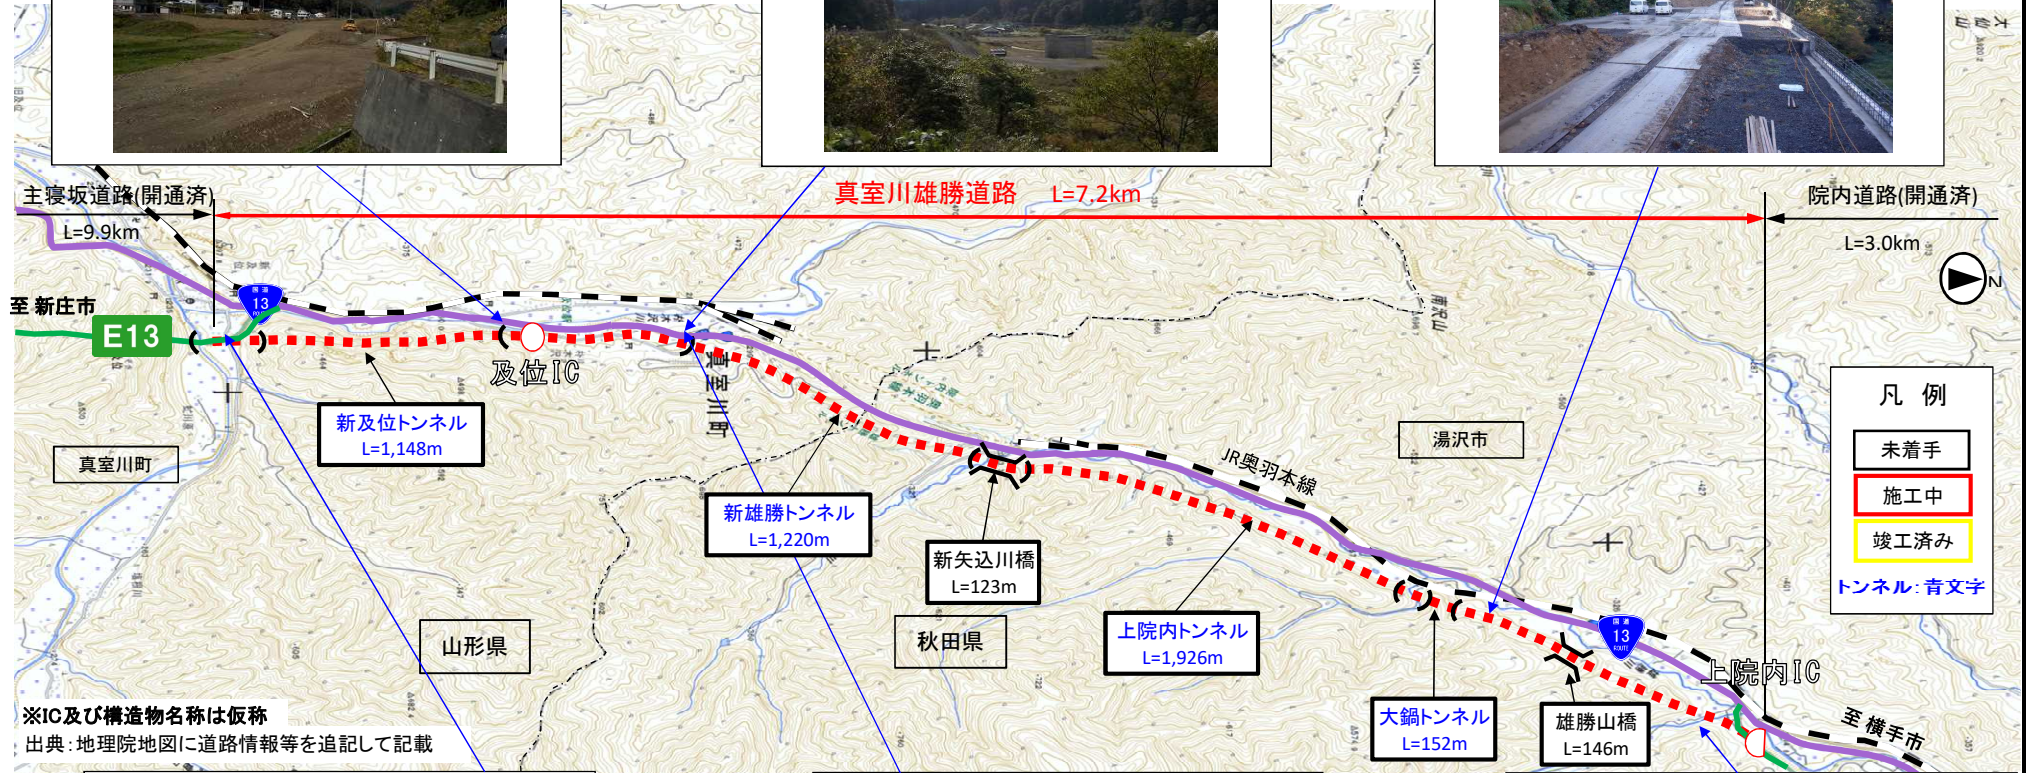 主寝坂道路(開通済)
L=9.9km
真室川雄勝道路 L=7.2km
院内道路(開通済)
L=3.0km
N
至 新庄市
E13
国道
13
ROUTE
及位IC
真室川町
新及位トンネル
L=1,148m
真室川町
新雄勝トンネル
L=1,220m
新矢込川橋
L=123m
JR奥羽本線
湯沢市
凡 例
未着手
施工中
竣工済み
トンネル:青文字
山形県
秋田県
上院内トンネル
L=1,926m
大鍋トンネル
L=152m
雄勝山橋
L=146m
国道
13
ROUTE
上院内IC
至 横手市
※IC及び構造物名称は仮称
出典:地理院地図に道路情報等を追記して記載